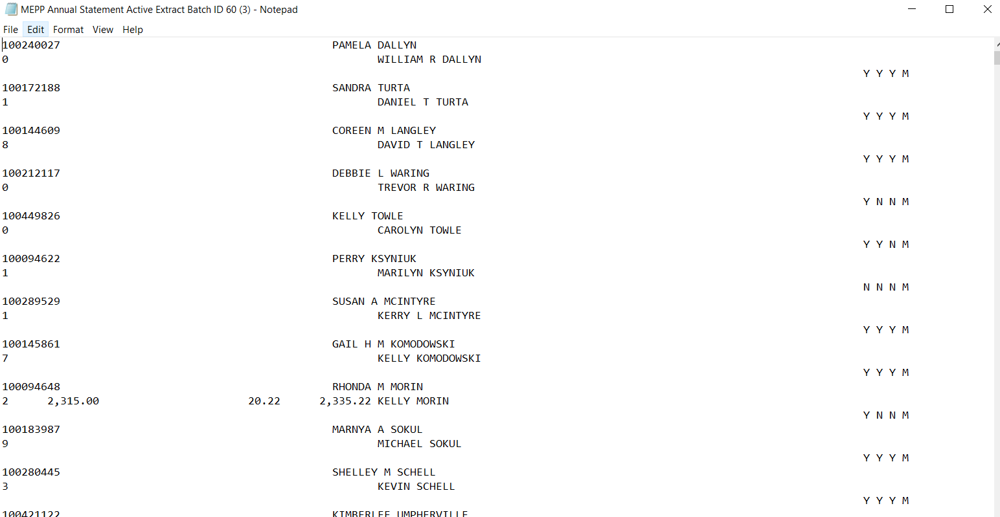 MEPP Annual Statement Active Extract Batch ID 60 (3) - Notepad
File Edit Format View Help
100240027 PAMELA DALLYN
0 WILLIAM R DALLYN
Y Y Y M
100172188 SANDRA TURTA
1 DANIEL T TURTA
Y Y Y M
100144609 COREEN M LANGLEY
8 DAVID T LANGLEY
Y Y Y M
100212117 DEBBIE L WARING
0 TREVOR R WARING
Y N N M
100449826 KELLY TOWLE
0 CAROLYN TOWLE
Y Y N M
100094622 PERRY KSYNIUK
1 MARILYN KSYNIUK
N N N M
100289529 SUSAN A MCINTYRE
1 KERRY L MCINTYRE
Y Y Y M
100145861 GAIL H M KOMODOWSKI
7 KELLY KOMODOWSKI
Y Y Y M
100094648 RHONDA M MORIN
2 2,315.00 20.22 2,335.22 KELLY MORIN
Y N N M
100183987 MARNYA A SOKUL
9 MICHAEL SOKUL
Y Y Y M
100280445 SHELLEY M SCHELL
3 KEVIN SCHELL
Y Y Y M
100421122 KIMBERLEE UMPHERVILLE